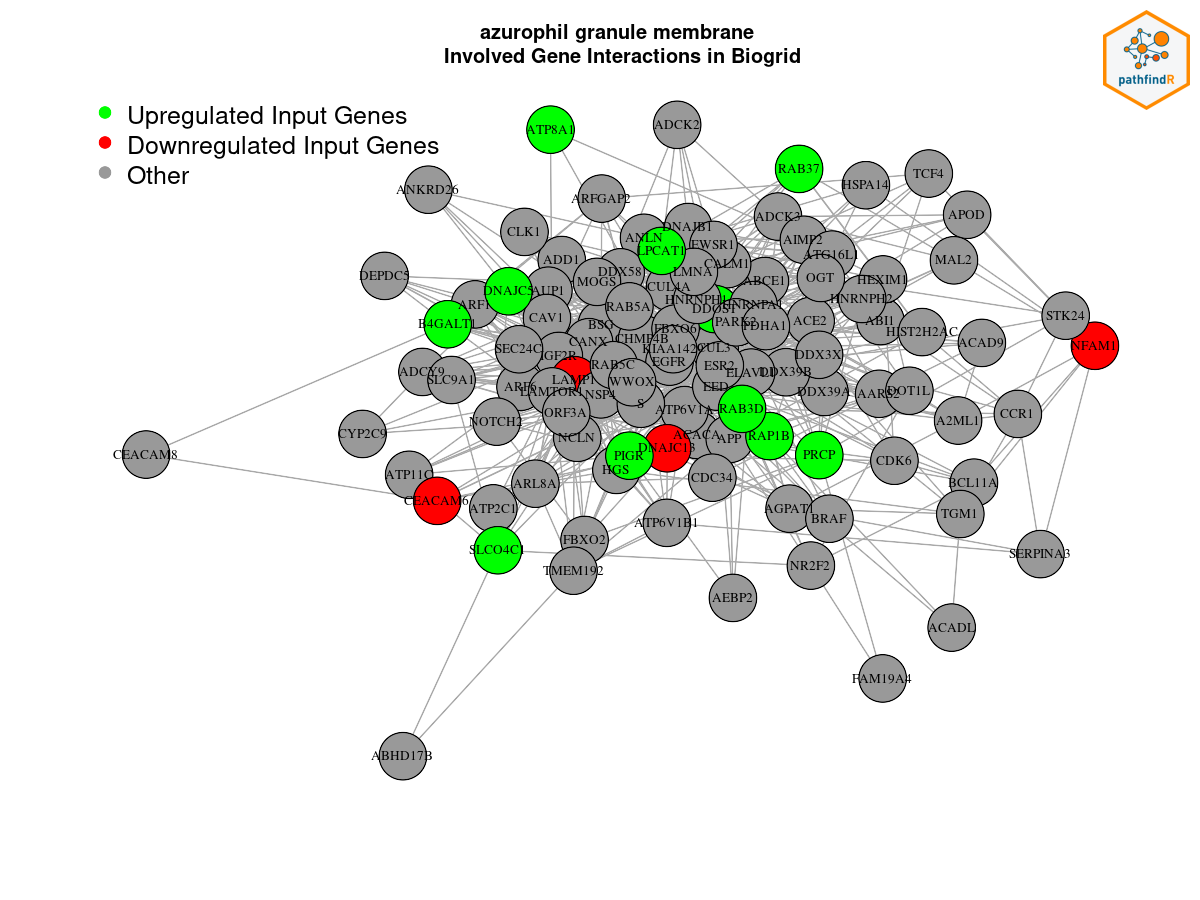 azurophil granule membrane
Involved Gene Interactions in Biogrid
pathfindR
Upregulated Input Genes
Downregulated Input Genes
Other
ATP8A1
ADCK2
RAB37
HSPA14
TCF4
ANKRD26
ARFGAP2
APOD
ADCK3
CLK1
ANLN
DNAJB1
EWSR1
AIMP2
LPCAT1
ATG16L1
MAL2
ADD1
CALM1
DEPDC5
DDX58
LMNA
MOGS
ABCE1
OGT
HEXIM1
DNAJC5
AUP1
CUL4A
HNRNPH1
HNRNPH2
ARF1
RAB5A
DDOST
HNRNPA1
B4GALT1
CAV1
BSG
FBXO6
PARK2
PDHA1
ACE2
ABI1
HIST2H2AC
STK24
NFAM1
CANX
CHMP4B
SEC24C
IGF2R
KIAA1429
CUL3
ACAD9
DDX3X
ADCY9
SLC9A1
LAMP1
RAB5C
EGFR
ESR2
ELAVL1
DDX39B
WWOX
ARF6
LAMTOR1
NSP4
EED
DDX39A
AARS2
DOT1L
S
ORF3A
ATP6V1A
RAB3D
A2ML1
CCR1
NOTCH2
CYP2C9
NCLN
ACACA
APP
RAP1B
CEACAM8
PIGR
DNAJC13
PRCP
CDK6
ATP11C
HGS
CDC34
ARL8A
BCL11A
CEACAM6
ATP2C1
AGPAT1
BRAF
TGM1
ATP6V1B1
SLCO4C1
FBXO2
SERPINA3
TMEM192
NR2F2
AEBP2
ACADL
FAM19A4
ABHD17B